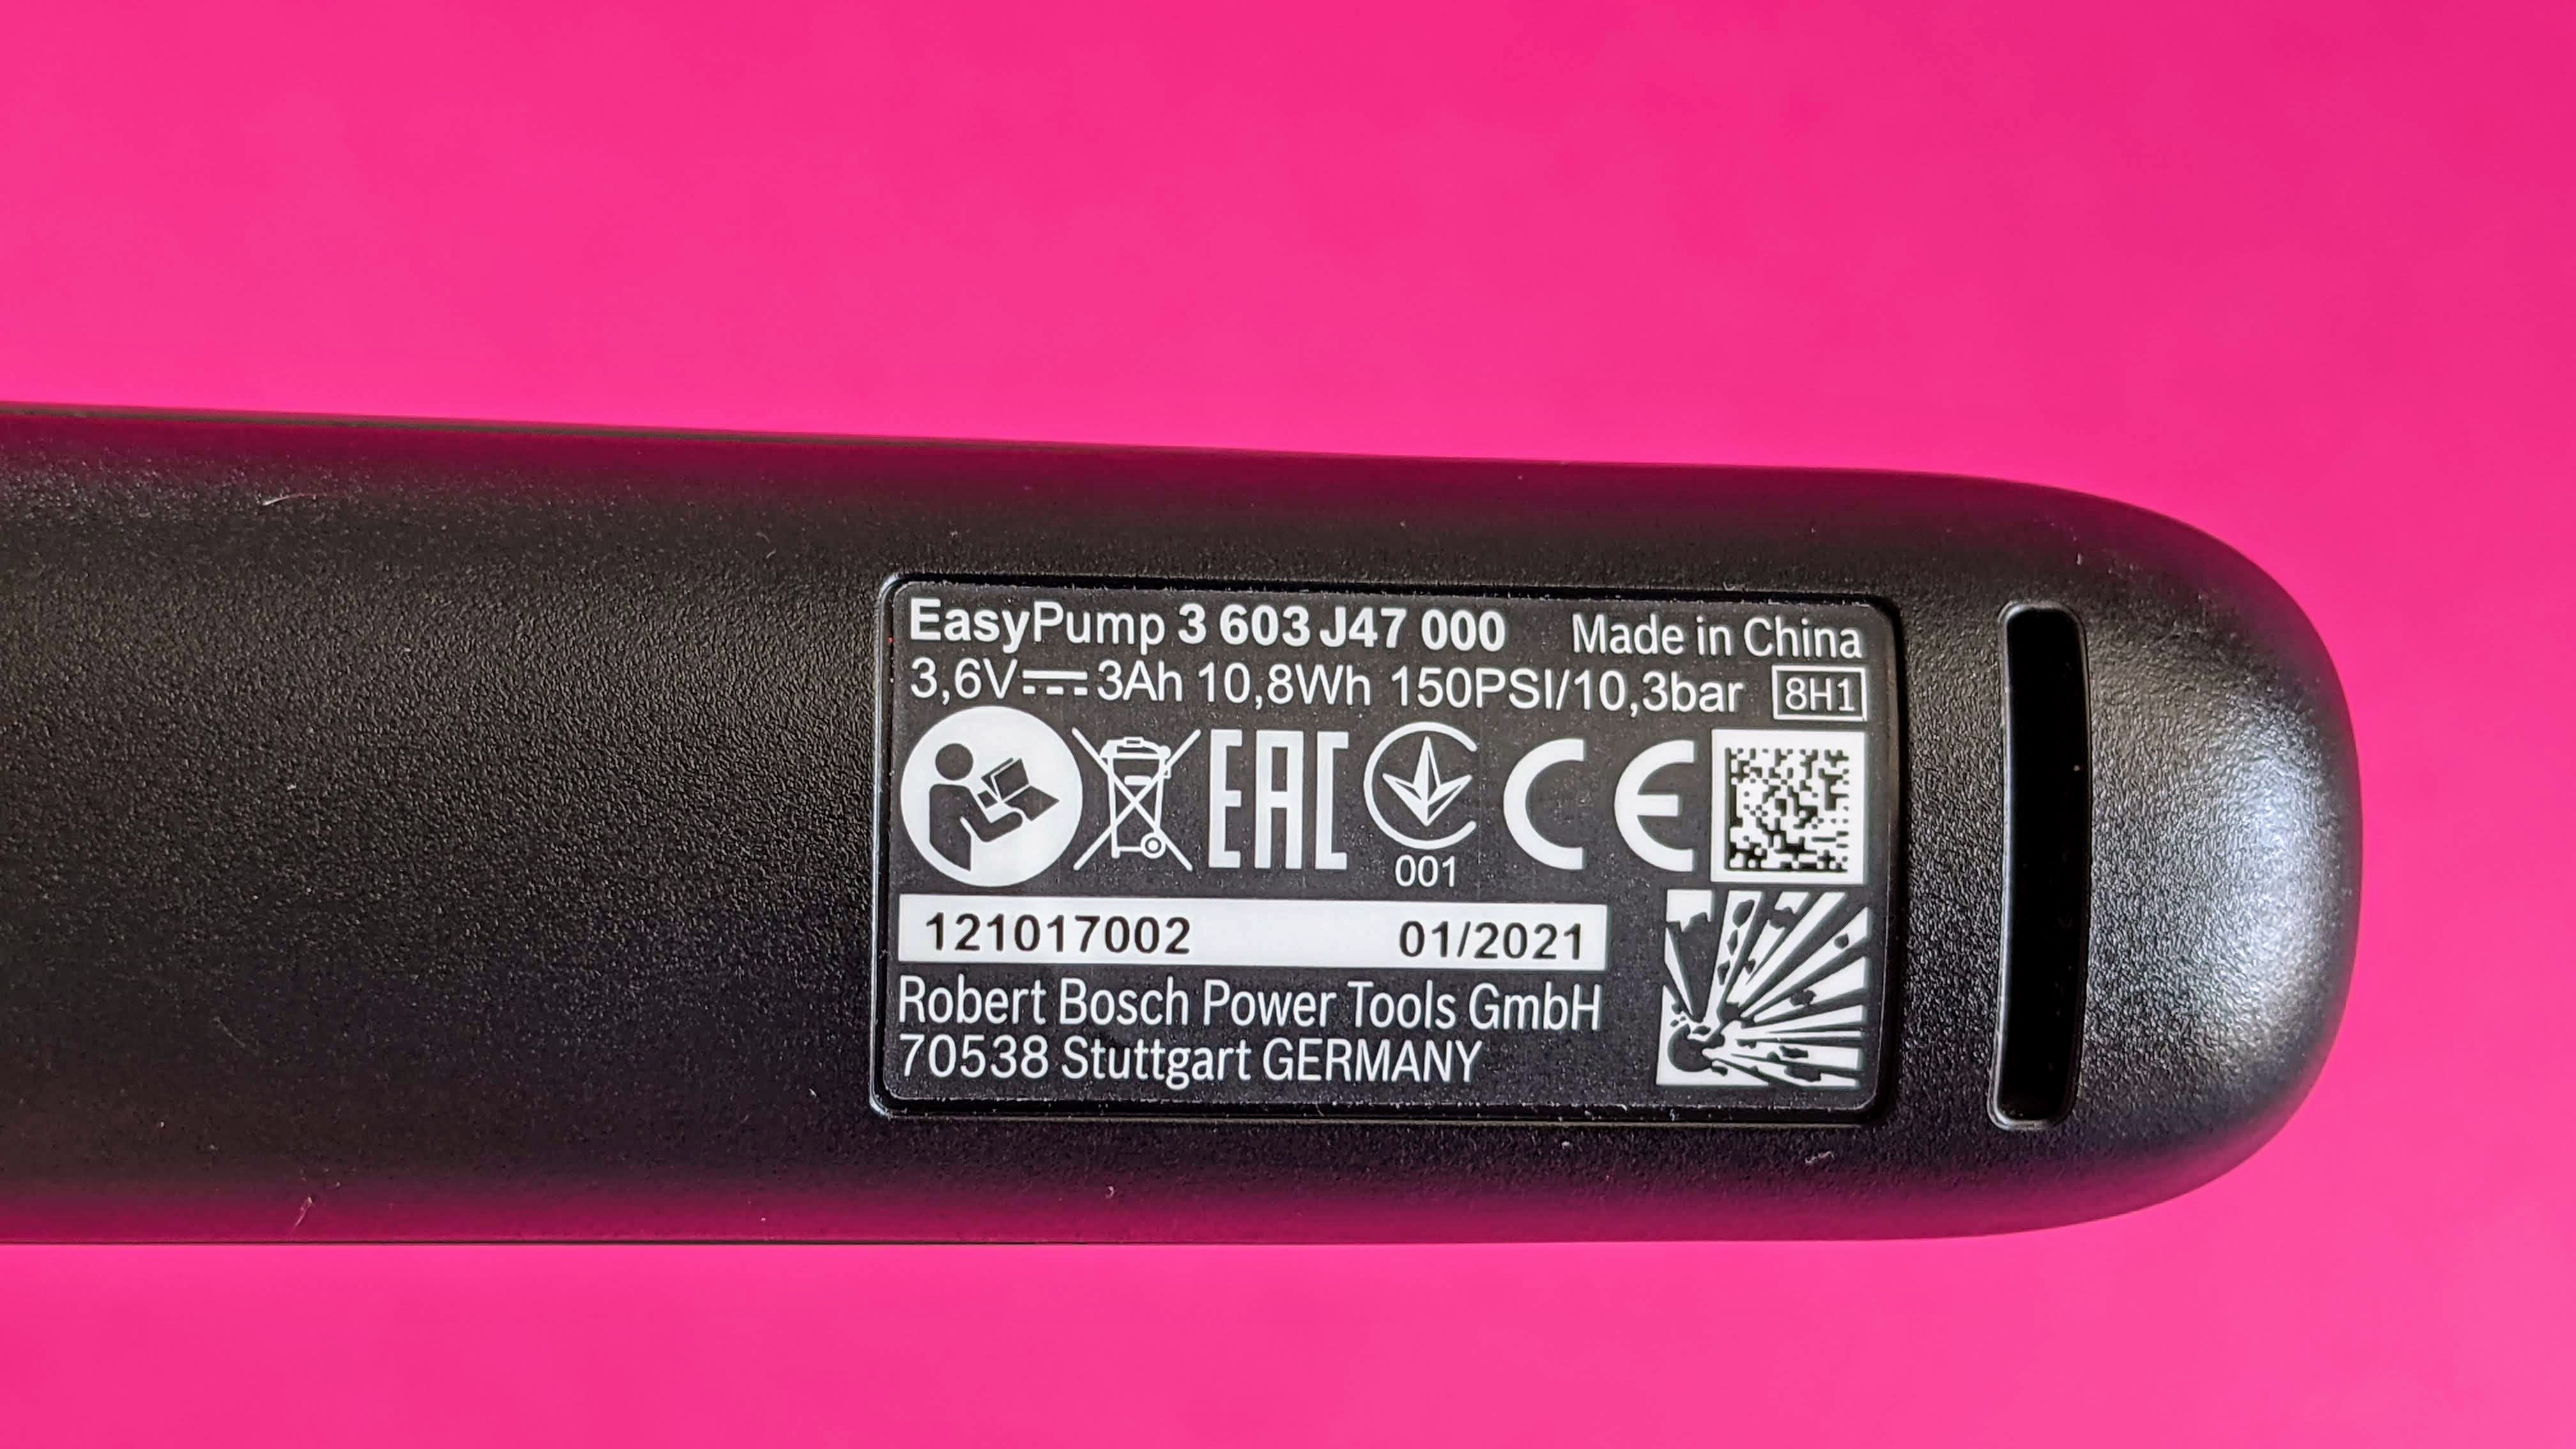 EasyPump 3 603 J47 000 Made in China
3,6V 3Ah 10,8Wh 150PSI/10,3bar 8H1
EAC CE
001
121017002 01/2021
Robert Bosch Power Tools GmbH
70538 Stuttgart GERMANY